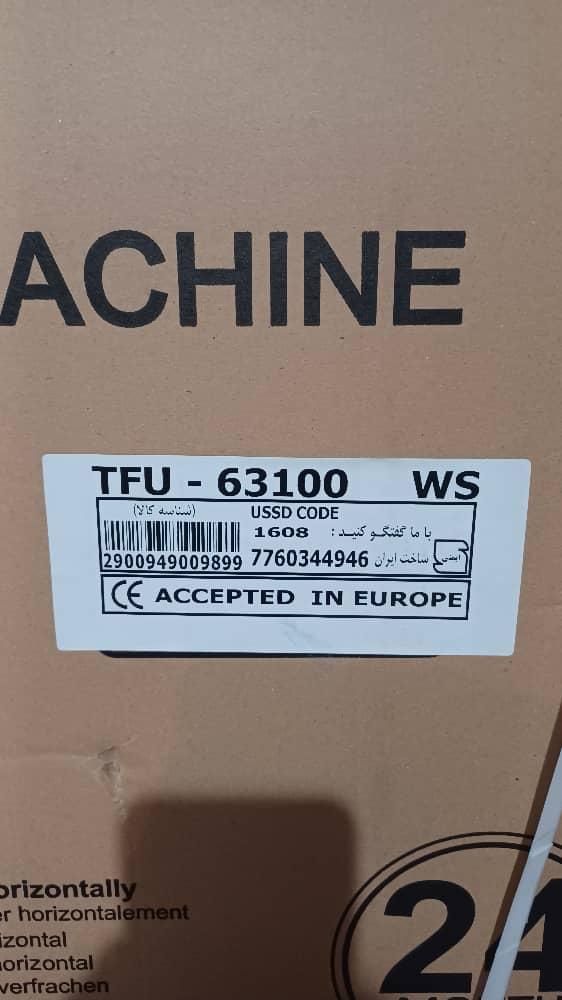 ACHINE
TFU - 63100 WS
(شناسه کالا) USSD CODE
1608 با ما گفتگو کنید :
2900949009899 7760344946 ساخت ایران ایمنی
CE ACCEPTED IN EUROPE
orizontally
er horizontalement
izontal
orizontal
verfrachen
24